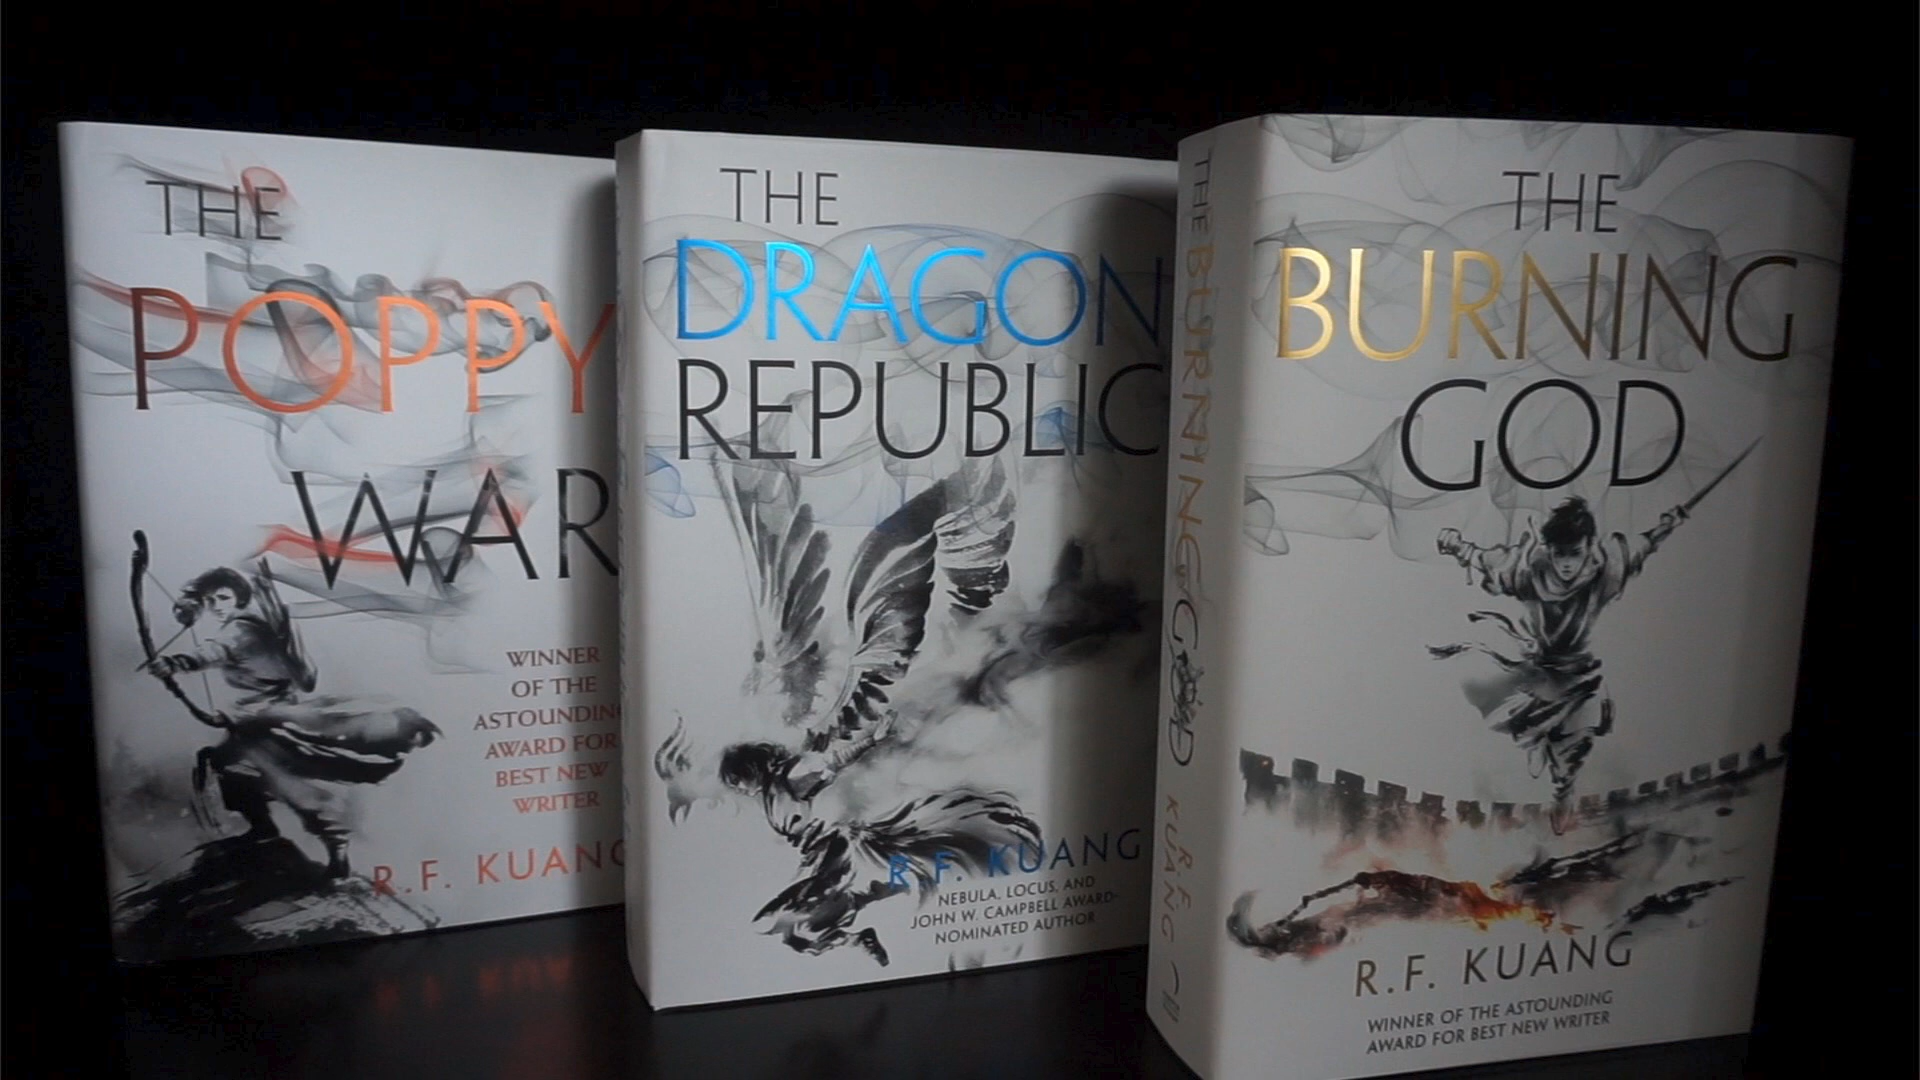 THE
POPPY
WAR
WINNER
OF THE
ASTOUNDING
AWARD FOR
BEST NEW
WRITER
R.F. KUANG
THE
DRAGON
REPUBLIC
R.F. KUANG
NEBULA, LOCUS, AND
JOHN W. CAMPBELL AWARD-
NOMINATED AUTHOR
THE BURNING GOD
R.F.
KUANG
THE
BURNING
GOD
R.F. KUANG
WINNER OF THE ASTOUNDING
AWARD FOR BEST NEW WRITER